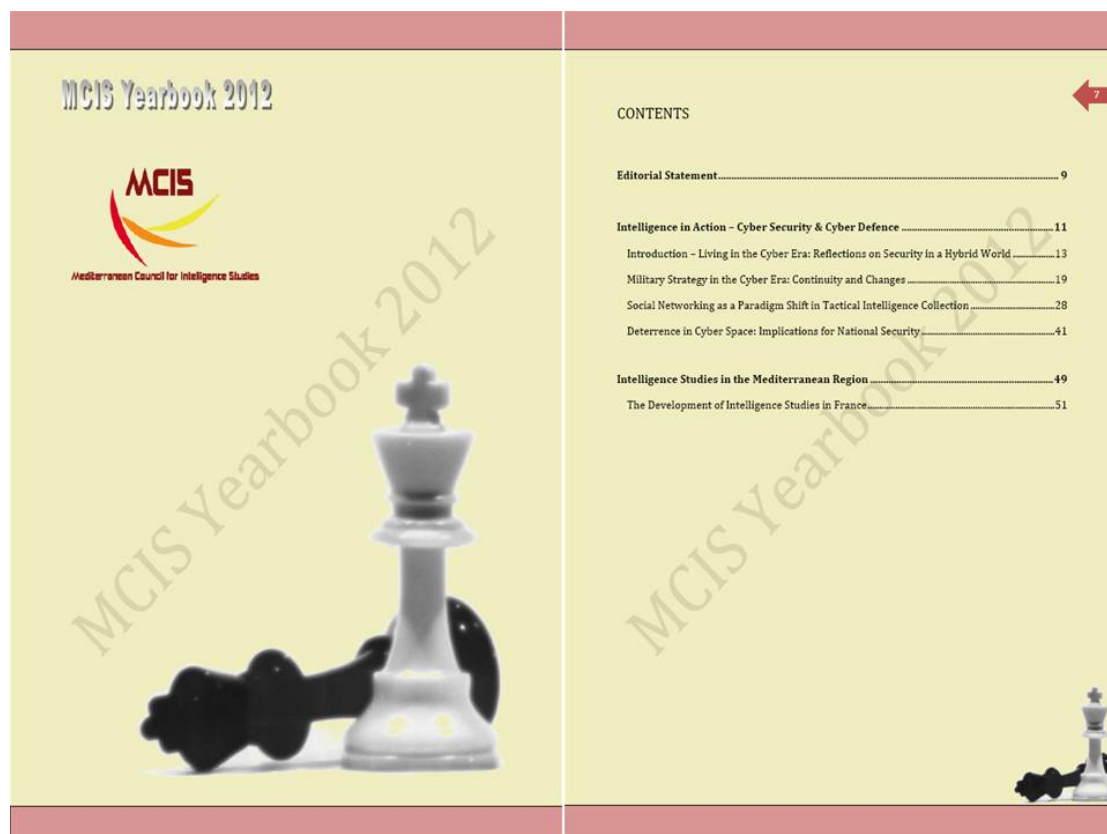 MCIS Yearbook 2012
MCIS
Mediterranean Council for Intelligence Studies
MCIS Yearbook 2012
7
CONTENTS
Editorial Statement........................................................................................................ 9
Intelligence in Action – Cyber Security & Cyber Defence ........................................................ 11
Introduction – Living in the Cyber Era: Reflections on Security in a Hybrid World ................ 13
Military Strategy in the Cyber Era: Continuity and Changes ........................................................ 19
Social Networking as a Paradigm Shift in Tactical Intelligence Collection .............................. 28
Deterrence in Cyber Space: Implications for National Security.................................................. 41
Intelligence Studies in the Mediterranean Region .................................................................. 49
The Development of Intelligence Studies in France.................................................................. 51
MCIS Yearbook 2012